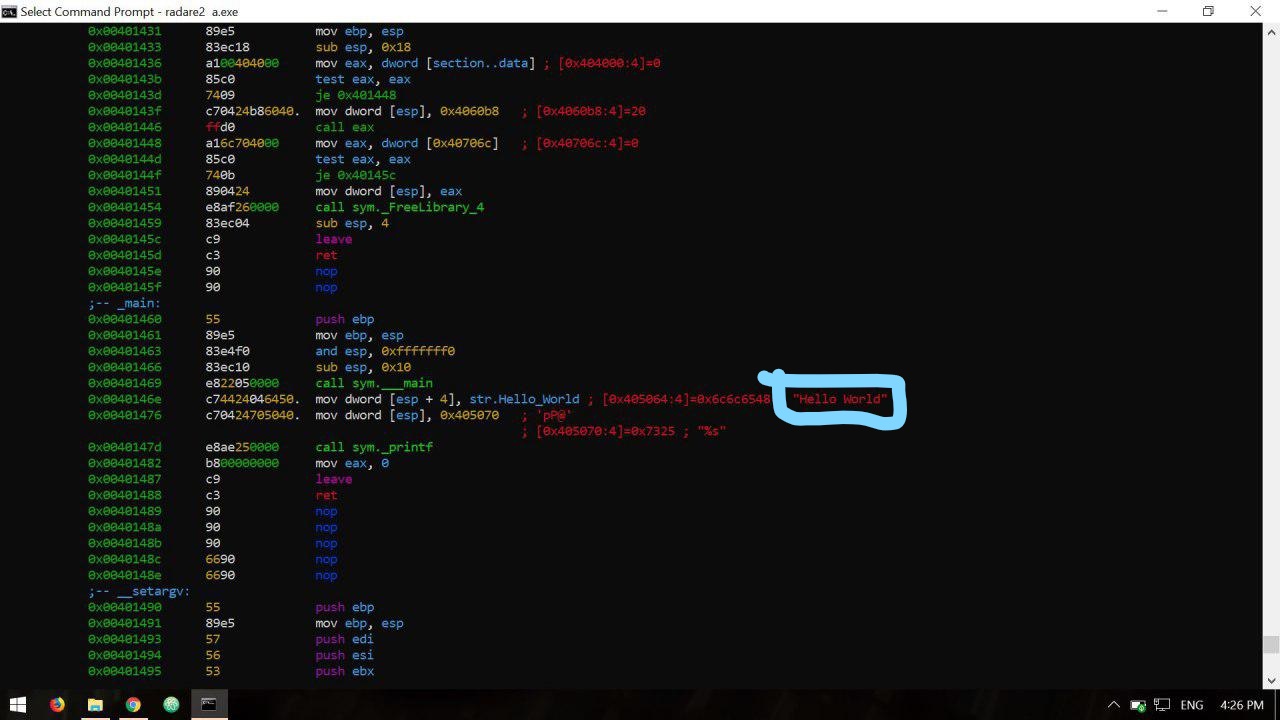 Select Command Prompt - radare2  a.exe
0x00401431 89e5 mov ebp, esp
0x00401433 83ec18 sub esp, 0x18
0x00401436 a100404000 mov eax, dword [section..data] ; [0x404000:4]=0
0x0040143b 85c0 test eax, eax
0x0040143d 7409 je 0x401448
0x0040143f c70424b86040. mov dword [esp], 0x4060b8 ; [0x4060b8:4]=20
0x00401446 ffd0 call eax
0x00401448 a16c704000 mov eax, dword [0x40706c] ; [0x40706c:4]=0
0x0040144d 85c0 test eax, eax
0x0040144f 740b je 0x40145c
0x00401451 890424 mov dword [esp], eax
0x00401454 e8af260000 call sym._FreeLibrary_4
0x00401459 83ec04 sub esp, 4
0x0040145c c9 leave
0x0040145d c3 ret
0x0040145e 90 nop
0x0040145f 90 nop
;-- _main:
0x00401460 55 push ebp
0x00401461 89e5 mov ebp, esp
0x00401463 83e4f0 and esp, 0xfffffff0
0x00401466 83ec10 sub esp, 0x10
0x00401469 e822050000 call sym.___main
0x0040146e c74424046450. mov dword [esp + 4], str.Hello_World ; [0x405064:4]=0x6c6c6548 "Hello World"
0x00401476 c70424705040. mov dword [esp], 0x405070 ; 'pP@'
; [0x405070:4]=0x7325 ; "%s"
0x0040147d e8ae250000 call sym._printf
0x00401482 b800000000 mov eax, 0
0x00401487 c9 leave
0x00401488 c3 ret
0x00401489 90 nop
0x0040148a 90 nop
0x0040148b 90 nop
0x0040148c 6690 nop
0x0040148e 6690 nop
;-- __setargv:
0x00401490 55 push ebp
0x00401491 89e5 mov ebp, esp
0x00401493 57 push edi
0x00401494 56 push esi
0x00401495 53 push ebx
ENG 4:26 PM